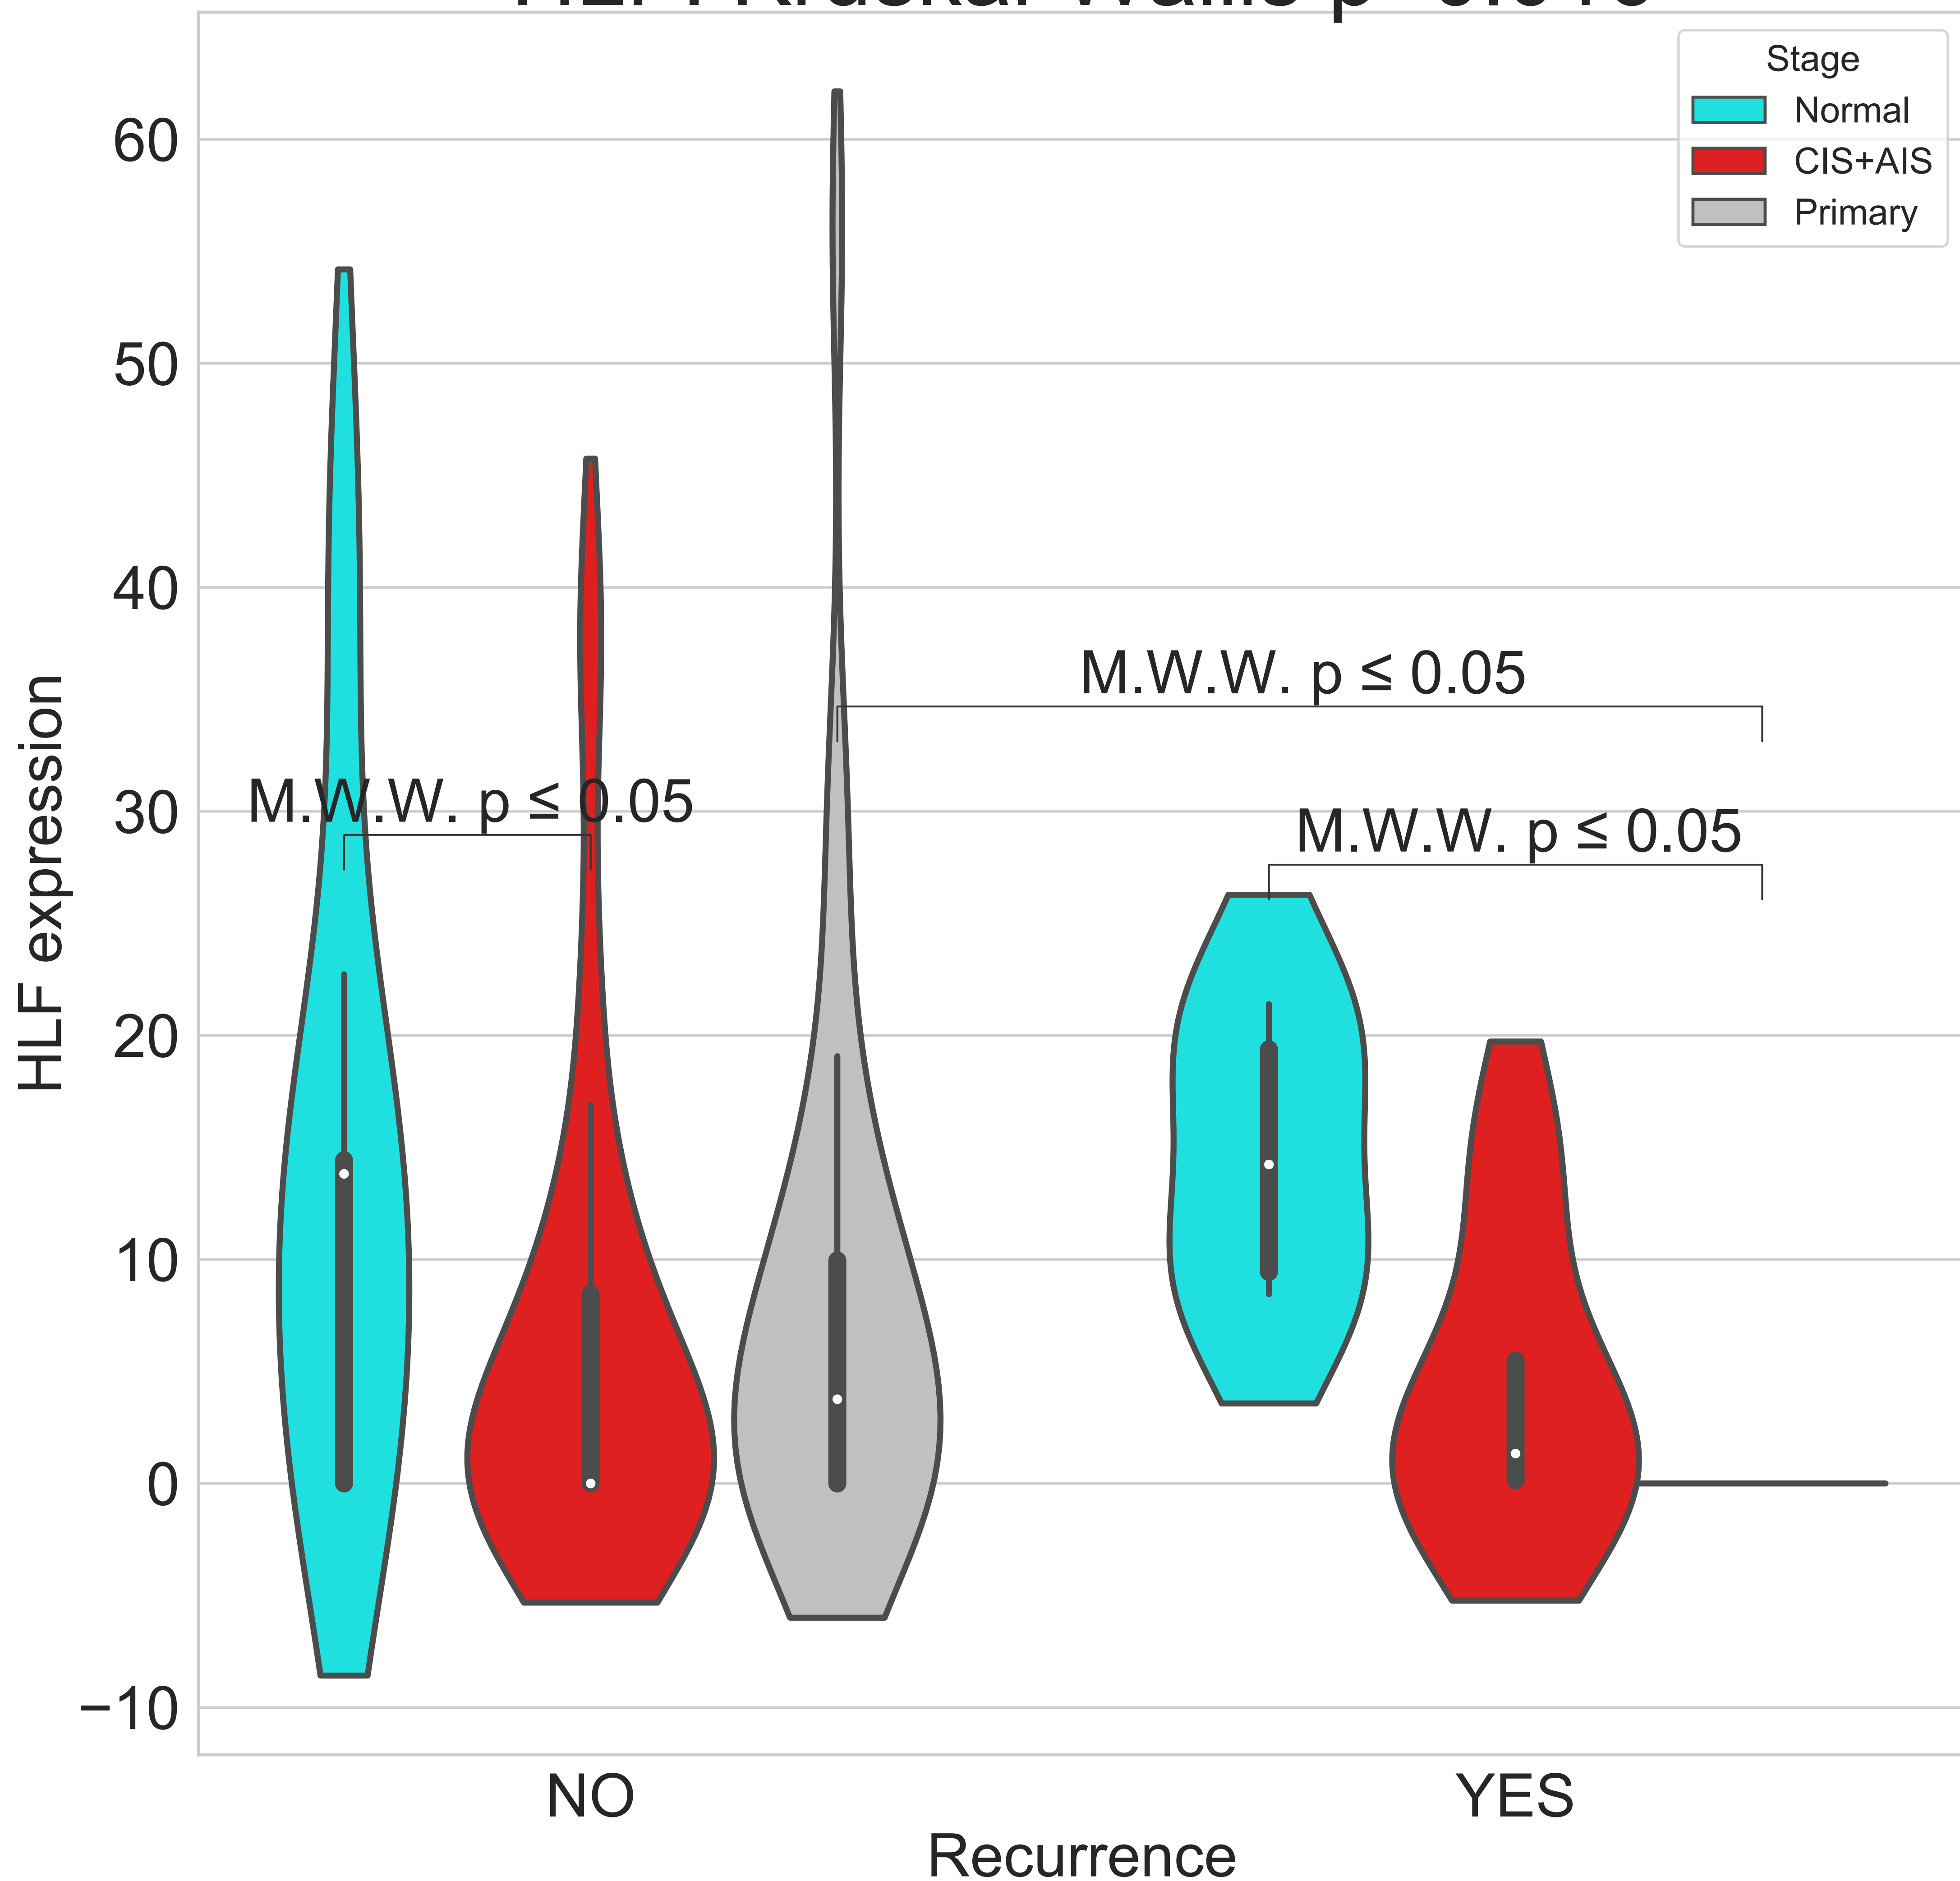 Stage
Normal
CIS+AIS
Primary
60
50
40
30
20
10
0
−10
HLF expression
M.W.W. p ≤ 0.05
M.W.W. p ≤ 0.05
M.W.W. p ≤ 0.05
NO
YES
Recurrence